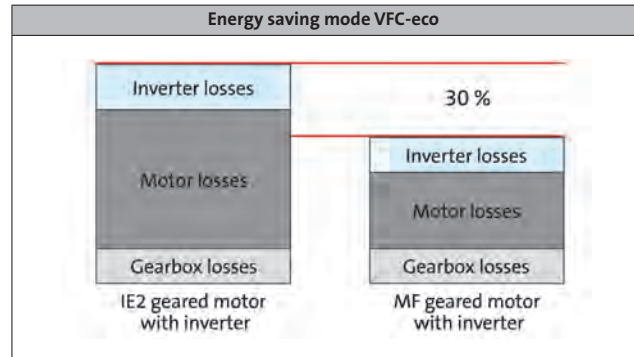 Energy saving mode VFC-eco
Inverter losses
30 %
Inverter losses
Motor losses
Motor losses
Gearbox losses
Gearbox losses
IE2 geared motor
with inverter
MF geared motor
with inverter